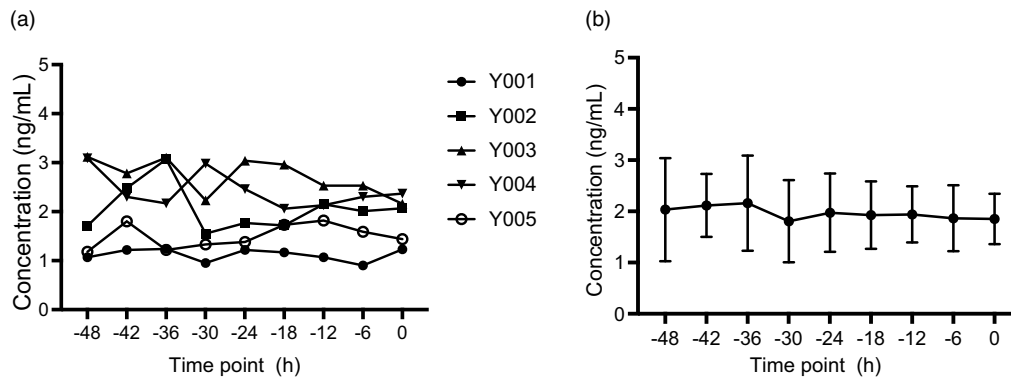 (a)
Concentration (ng/mL)
5
4
3
2
1
0
-48 -42 -36 -30 -24 -18 -12 -6 0
Time point (h)
Y001
Y002
Y003
Y004
Y005
(b)
Concentration (ng/mL)
5
4
3
2
1
0
-48 -42 -36 -30 -24 -18 -12 -6 0
Time point (h)